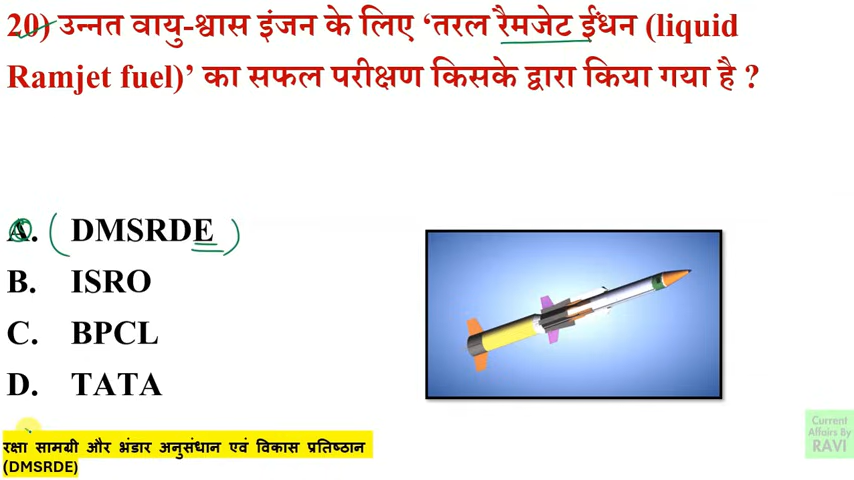 20) उन्नत वायु-श्वास इंजन के लिए ‘तरल रैमजेट ईंधन (liquid
Ramjet fuel)’ का सफल परीक्षण किसके द्वारा किया गया है ?
A. ( DMSRDE )
B. ISRO
C. BPCL
D. TATA
रक्षा सामग्री और भंडार अनुसंधान एवं विकास प्रतिष्ठान
(DMSRDE)
Current
Affairs By
RAVI